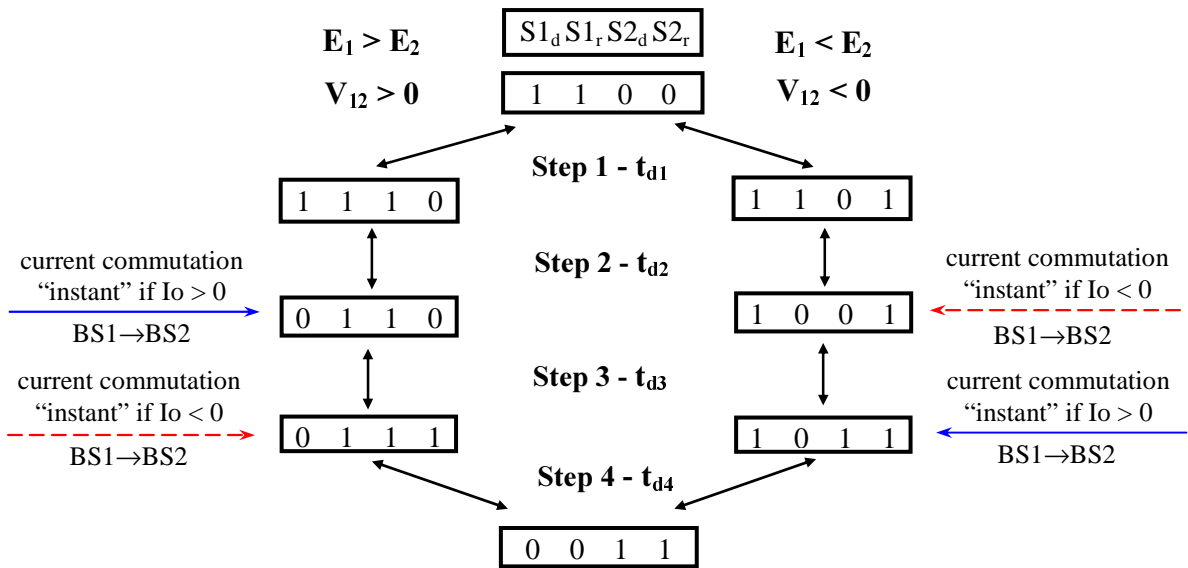 E₁ > E₂
V₁₂ > 0
S1d S1r S2d S2r
1 1 0 0
E₁ < E₂
V₁₂ < 0
Step 1 - td1
1 1 1 0
1 1 0 1
Step 2 - td2
current commutation
“instant” if Io > 0
BS1→BS2
0 1 1 0
1 0 0 1
current commutation
“instant” if Io < 0
BS1→BS2
Step 3 - td3
current commutation
“instant” if Io < 0
BS1→BS2
0 1 1 1
1 0 1 1
current commutation
“instant” if Io > 0
BS1→BS2
Step 4 - td4
0 0 1 1